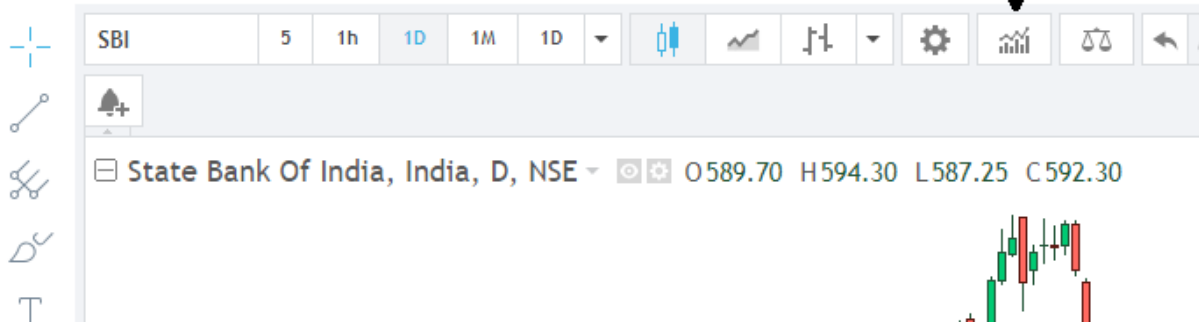 SBI 5 1h 1D 1M 1D
State Bank Of India, India, D, NSE O589.70 H594.30 L587.25 C592.30
T